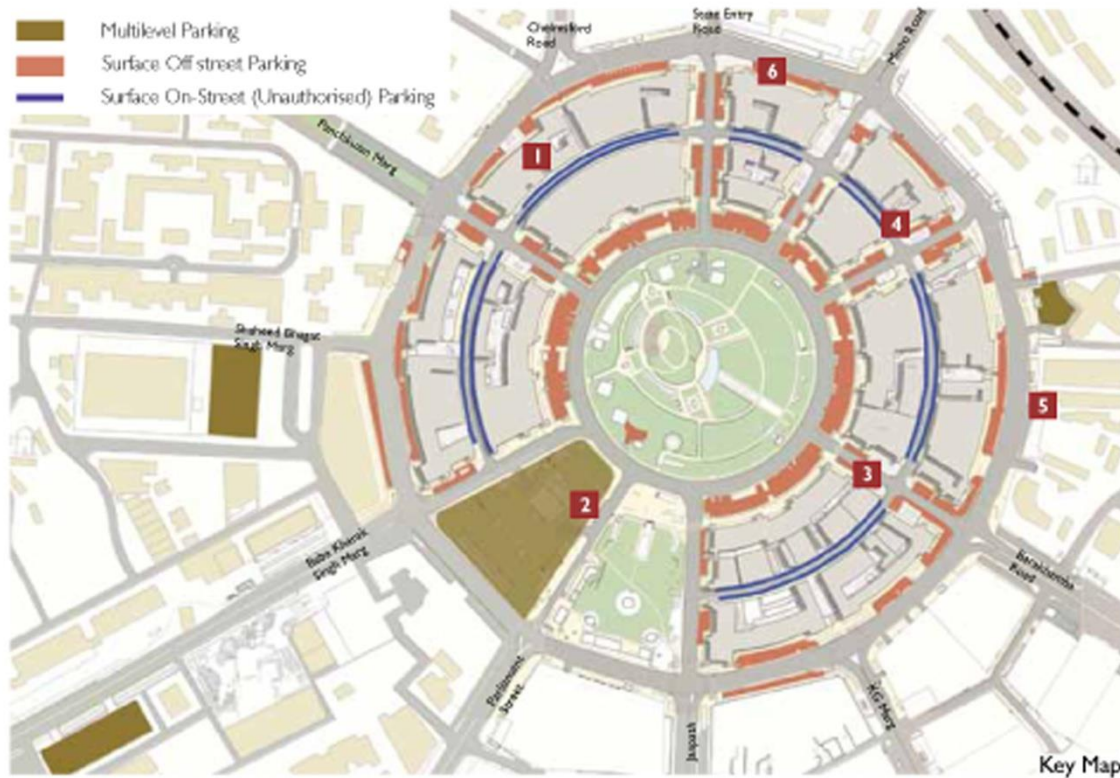 Multilevel Parking
Surface Off street Parking
Surface On-Street (Unauthorised) Parking
Chelmsford
Road
State Entry
Road
Minto Road
Panchkuian Marg
Shaheed Bhagat
Singh Marg
Baba Kharak
Singh Marg
Parliament
Street
Janpath
KG Marg
Barakhamba
Road
1
2
3
4
5
6
Key Map